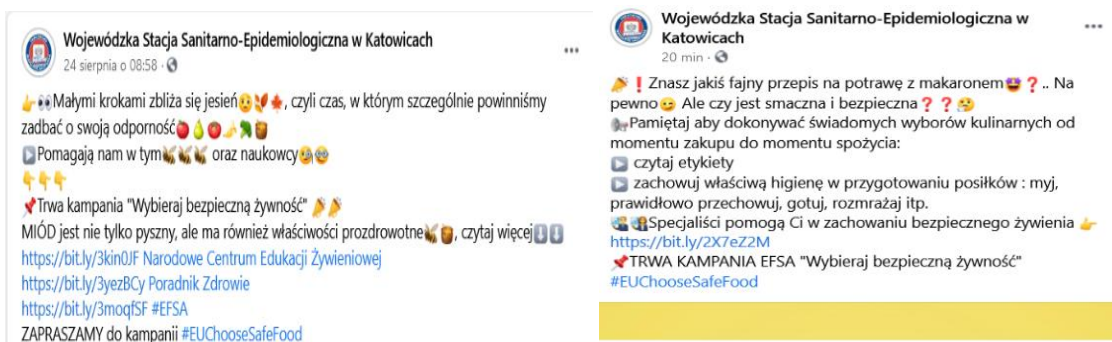 Wojewódzka Stacja Sanitarno-Epidemiologiczna w Katowicach
24 sierpnia o 08:58 ·
👉👀Małymi krokami zbliża się jesień🥲🍂🍁, czyli czas, w którym szczególnie powinniśmy
zadbać o swoją odporność🍎🍐🍅🍌🥦🍯
▶️Pomagają nam w tym🐝🐝🐝 oraz naukowcy🧐🤓
👇👇👇
📌Trwa kampania "Wybieraj bezpieczną żywność" 🎉🎉
MIÓD jest nie tylko pyszny, ale ma również właściwości prozdrowotne🐝🍯, czytaj więcej⬇️⬇️
https://bit.ly/3kin0JF Narodowe Centrum Edukacji Żywieniowej
https://bit.ly/3yezBCy Poradnik Zdrowie
https://bit.ly/3moqfSF #EFSA
ZAPRASZAMY do kampanii #EUChooseSafeFood
Wojewódzka Stacja Sanitarno-Epidemiologiczna w
Katowicach
20 min ·
🎉❗Znasz jakiś fajny przepis na potrawę z makaronem🤩❓.. Na
pewno😋 Ale czy jest smaczna i bezpieczna❓❓🤔
Pamiętaj aby dokonywać świadomych wyborów kulinarnych od
momentu zakupu do momentu spożycia:
▶️ czytaj etykiety
▶️ zachowuj właściwą higienę w przygotowaniu posiłków : myj,
prawidłowo przechowuj, gotuj, rozmrażaj itp.
Specjaliści pomogą Ci w zachowaniu bezpiecznego żywienia 👉
https://bit.ly/2X7eZ2M
📌TRWA KAMPANIA EFSA "Wybieraj bezpieczną żywność"
#EUChooseSafeFood